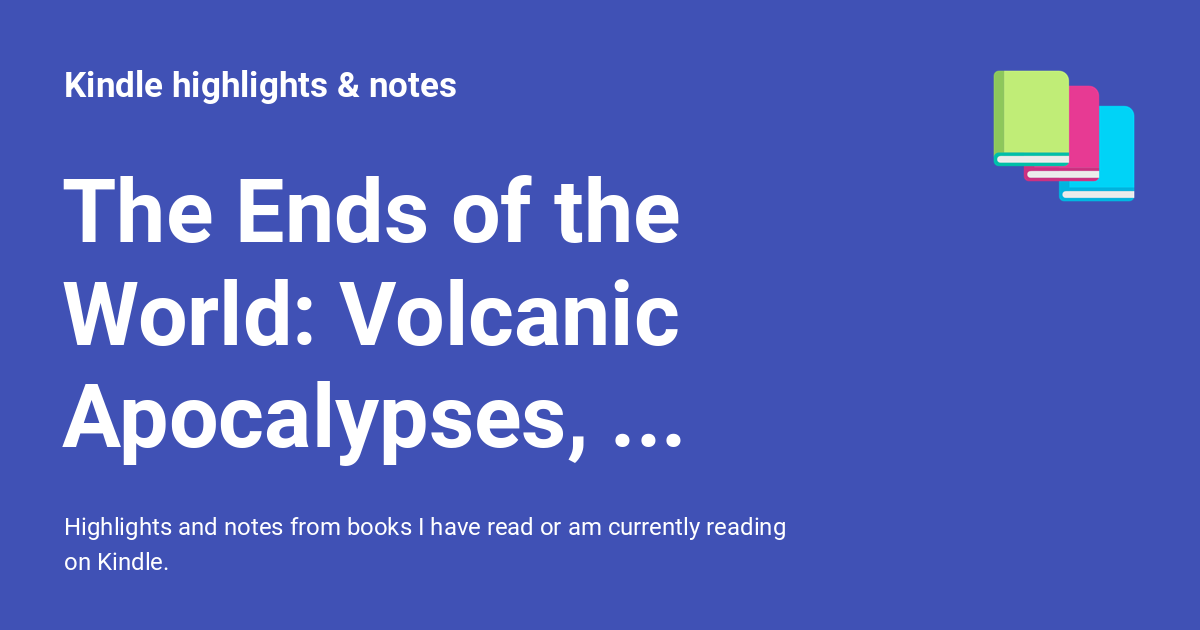 Kindle highlights & notes
The Ends of the
World: Volcanic
Apocalypses, ...
Highlights and notes from books I have read or am currently reading
on Kindle.